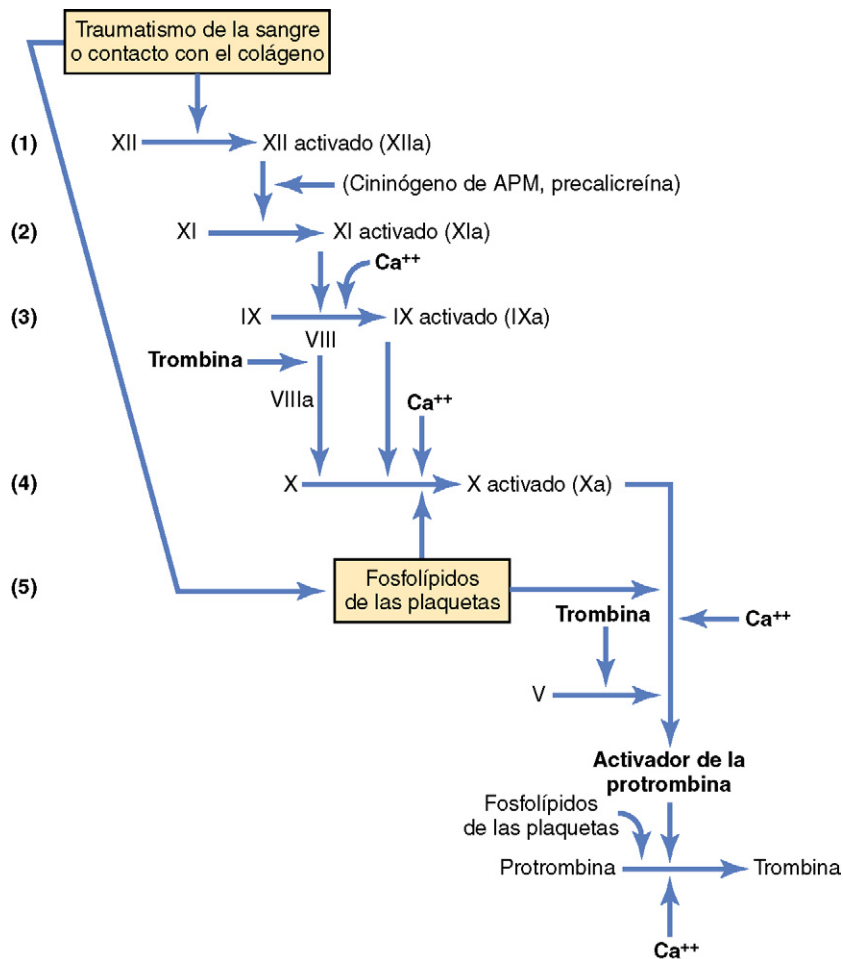 Traumatismo de la sangre
o contacto con el colágeno
(1)
XII
XII activado (XIIa)
(Cininógeno de APM, precalicreína)
(2)
XI
XI activado (XIa)
Ca++
(3)
IX
IX activado (IXa)
VIII
Trombina
VIIIa
Ca++
(4)
X
X activado (Xa)
(5)
Fosfolípidos
de las plaquetas
Trombina
Ca++
V
Activador de la
protrombina
Fosfolípidos
de las plaquetas
Protrombina
Trombina
Ca++